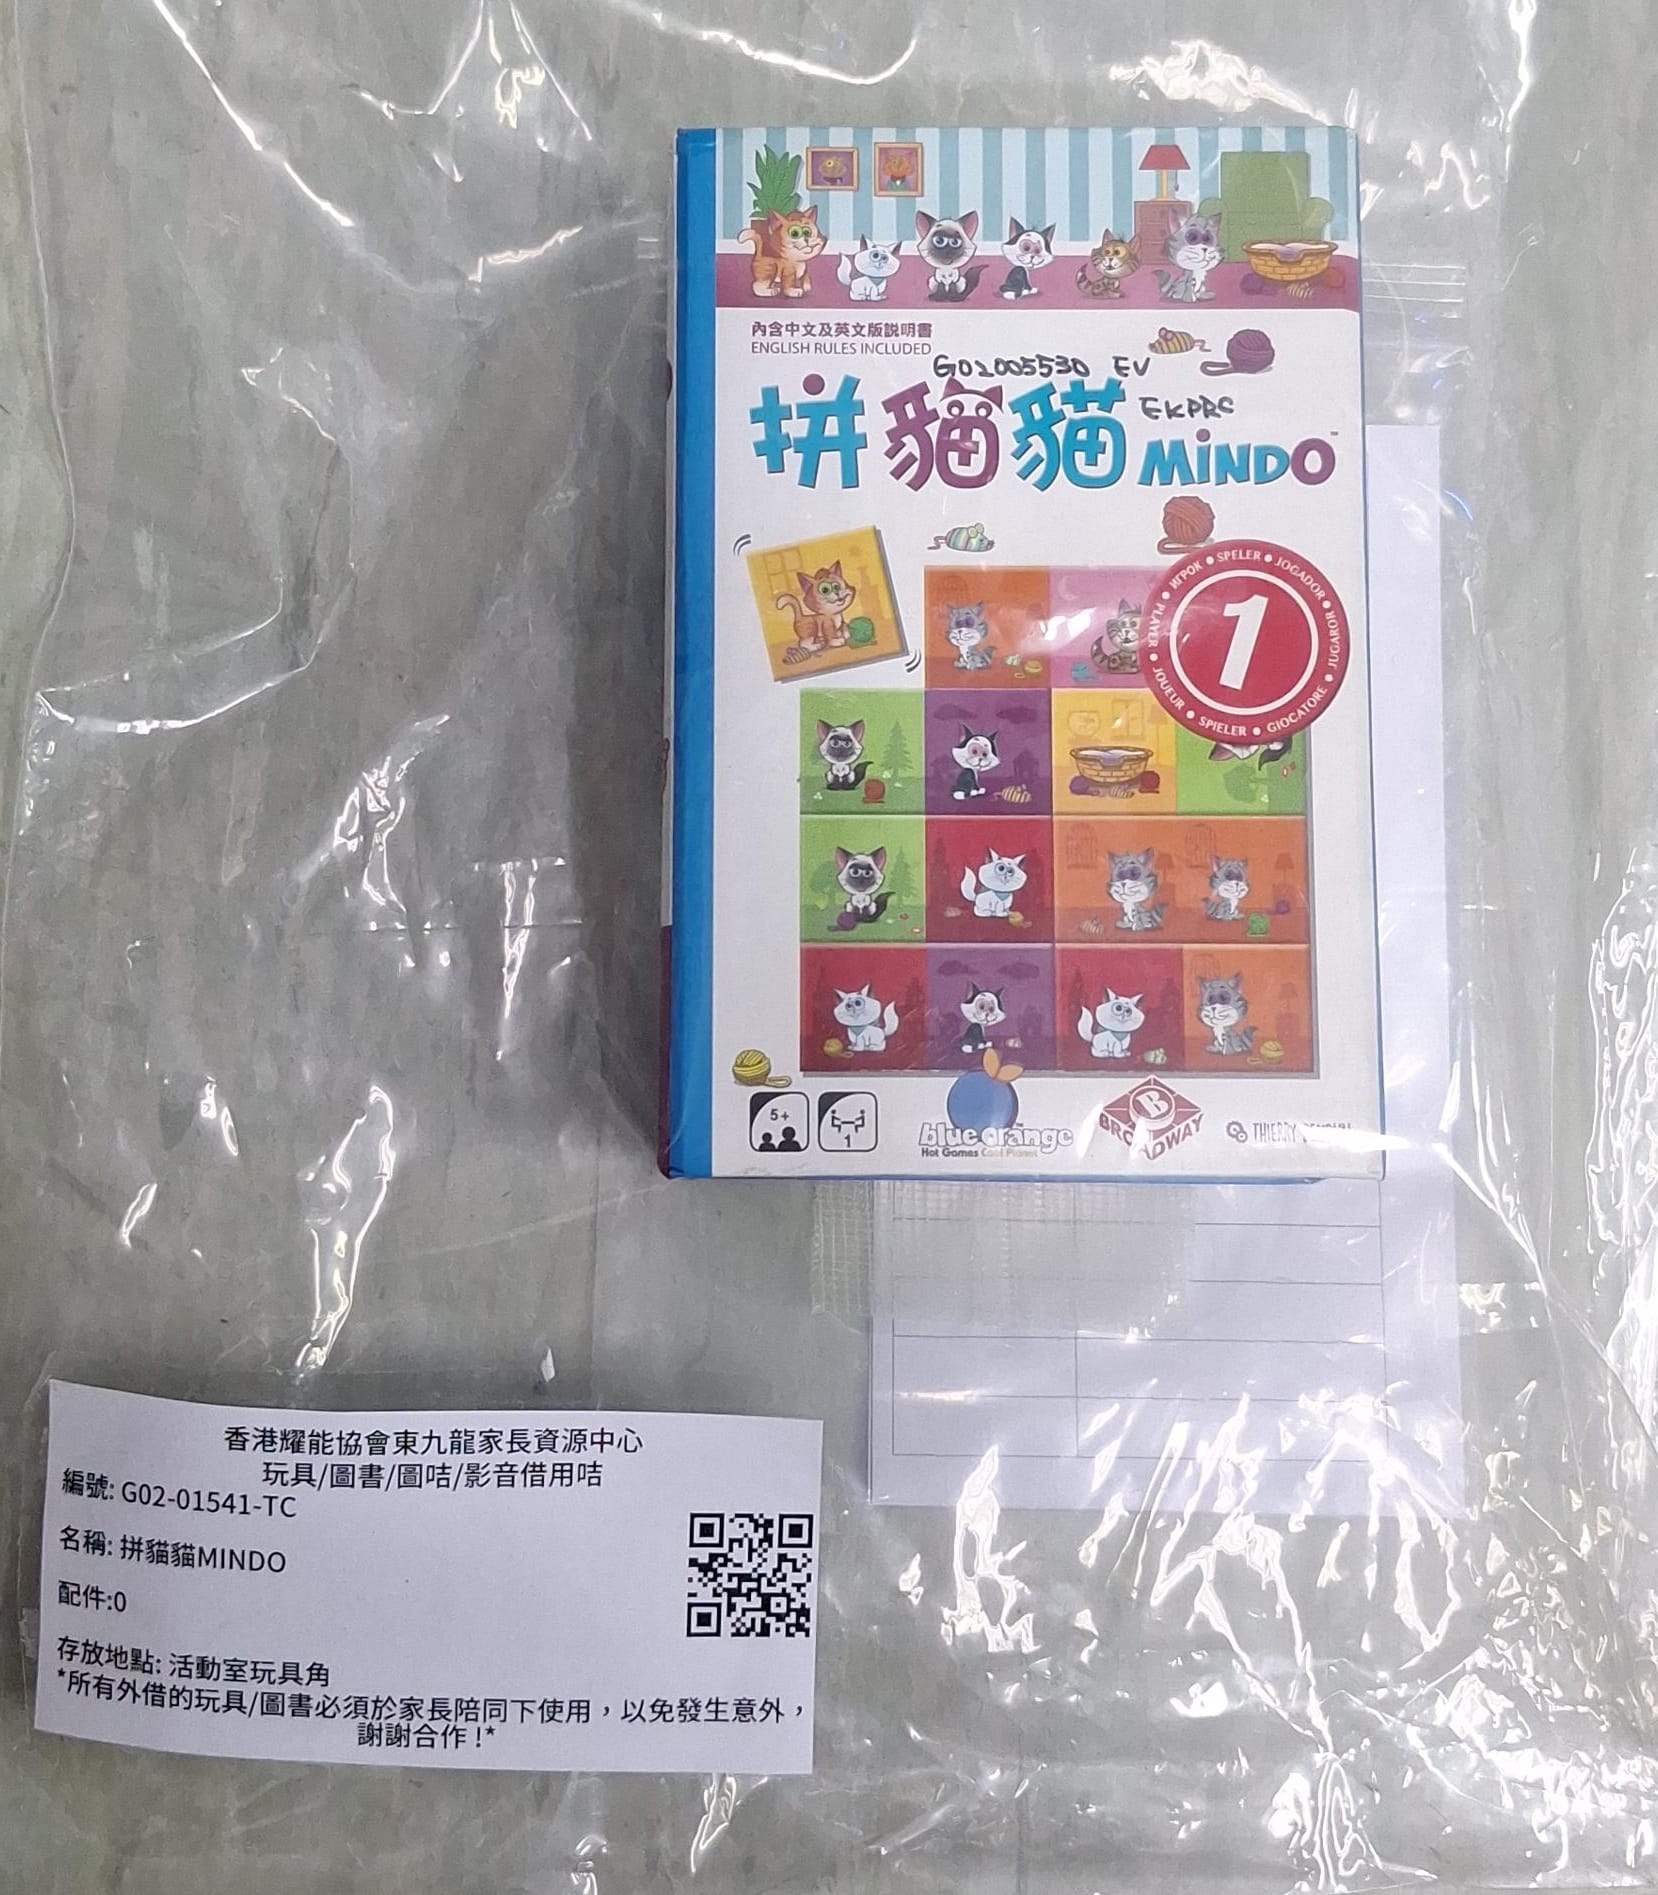 內含中文及英文版説明書
ENGLISH RULES INCLUDED
G02005530 EV
EKPRC
拼貓貓 MINDO™
1
PLAYER • ИГРОК • SPELER • JOGADOR • JUGAROR • GIOCATORE • SPIELER • JOUEUR
5+
1
blue orange
Hot Games Cool Planet
B
BROADWAY
THIERRY
香港耀能協會東九龍家長資源中心
玩具/圖書/圖咭/影音借用咭
編號: G02-01541-TC
名稱: 拼貓貓MINDO
配件:0
存放地點: 活動室玩具角
*所有外借的玩具/圖書必須於家長陪同下使用，以免發生意外，
謝謝合作 !*